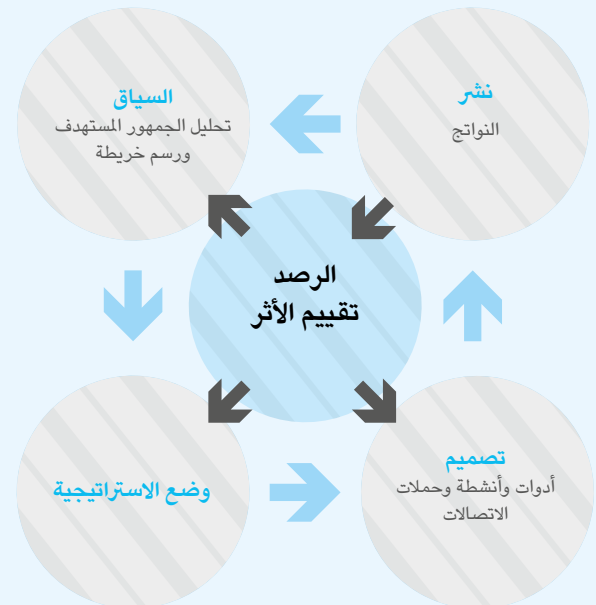 نشر
النواتج
السياق
تحليل الجمهور المستهدف
ورسم خريطة
الرصد
تقييم الأثر
تصميم
أدوات وأنشطة وحملات
الاتصالات
وضع الاستراتيجية